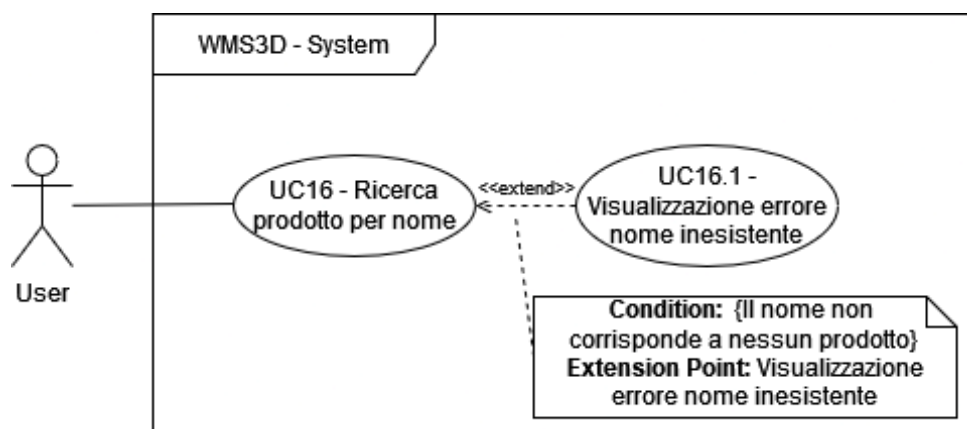 WMS3D - System
UC16 - Ricerca
prodotto per nome
<<extend>>
UC16.1 -
Visualizzazione errore
nome inesistente
User
Condition: {Il nome non
corrisponde a nessun prodotto}
Extension Point: Visualizzazione
errore nome inesistente